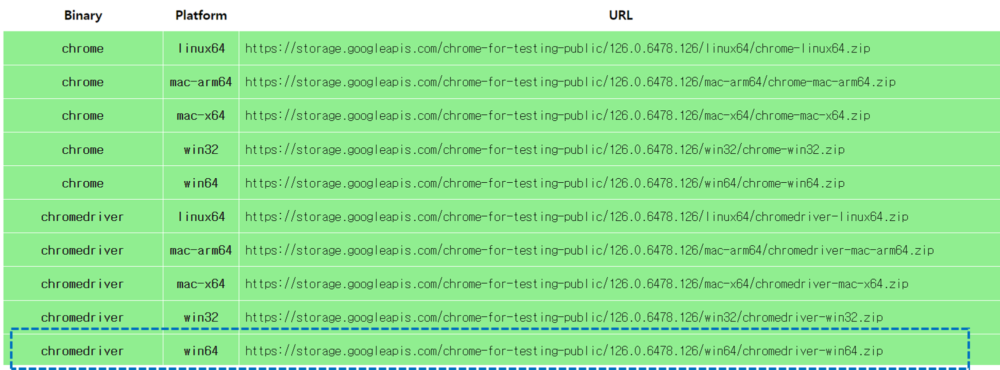 Binary Platform URL
chrome linux64 https://storage.googleapis.com/chrome-for-testing-public/126.0.6478.126/linux64/chrome-linux64.zip
chrome mac-arm64 https://storage.googleapis.com/chrome-for-testing-public/126.0.6478.126/mac-arm64/chrome-mac-arm64.zip
chrome mac-x64 https://storage.googleapis.com/chrome-for-testing-public/126.0.6478.126/mac-x64/chrome-mac-x64.zip
chrome win32 https://storage.googleapis.com/chrome-for-testing-public/126.0.6478.126/win32/chrome-win32.zip
chrome win64 https://storage.googleapis.com/chrome-for-testing-public/126.0.6478.126/win64/chrome-win64.zip
chromedriver linux64 https://storage.googleapis.com/chrome-for-testing-public/126.0.6478.126/linux64/chromedriver-linux64.zip
chromedriver mac-arm64 https://storage.googleapis.com/chrome-for-testing-public/126.0.6478.126/mac-arm64/chromedriver-mac-arm64.zip
chromedriver mac-x64 https://storage.googleapis.com/chrome-for-testing-public/126.0.6478.126/mac-x64/chromedriver-mac-x64.zip
chromedriver win32 https://storage.googleapis.com/chrome-for-testing-public/126.0.6478.126/win32/chromedriver-win32.zip
chromedriver win64 https://storage.googleapis.com/chrome-for-testing-public/126.0.6478.126/win64/chromedriver-win64.zip